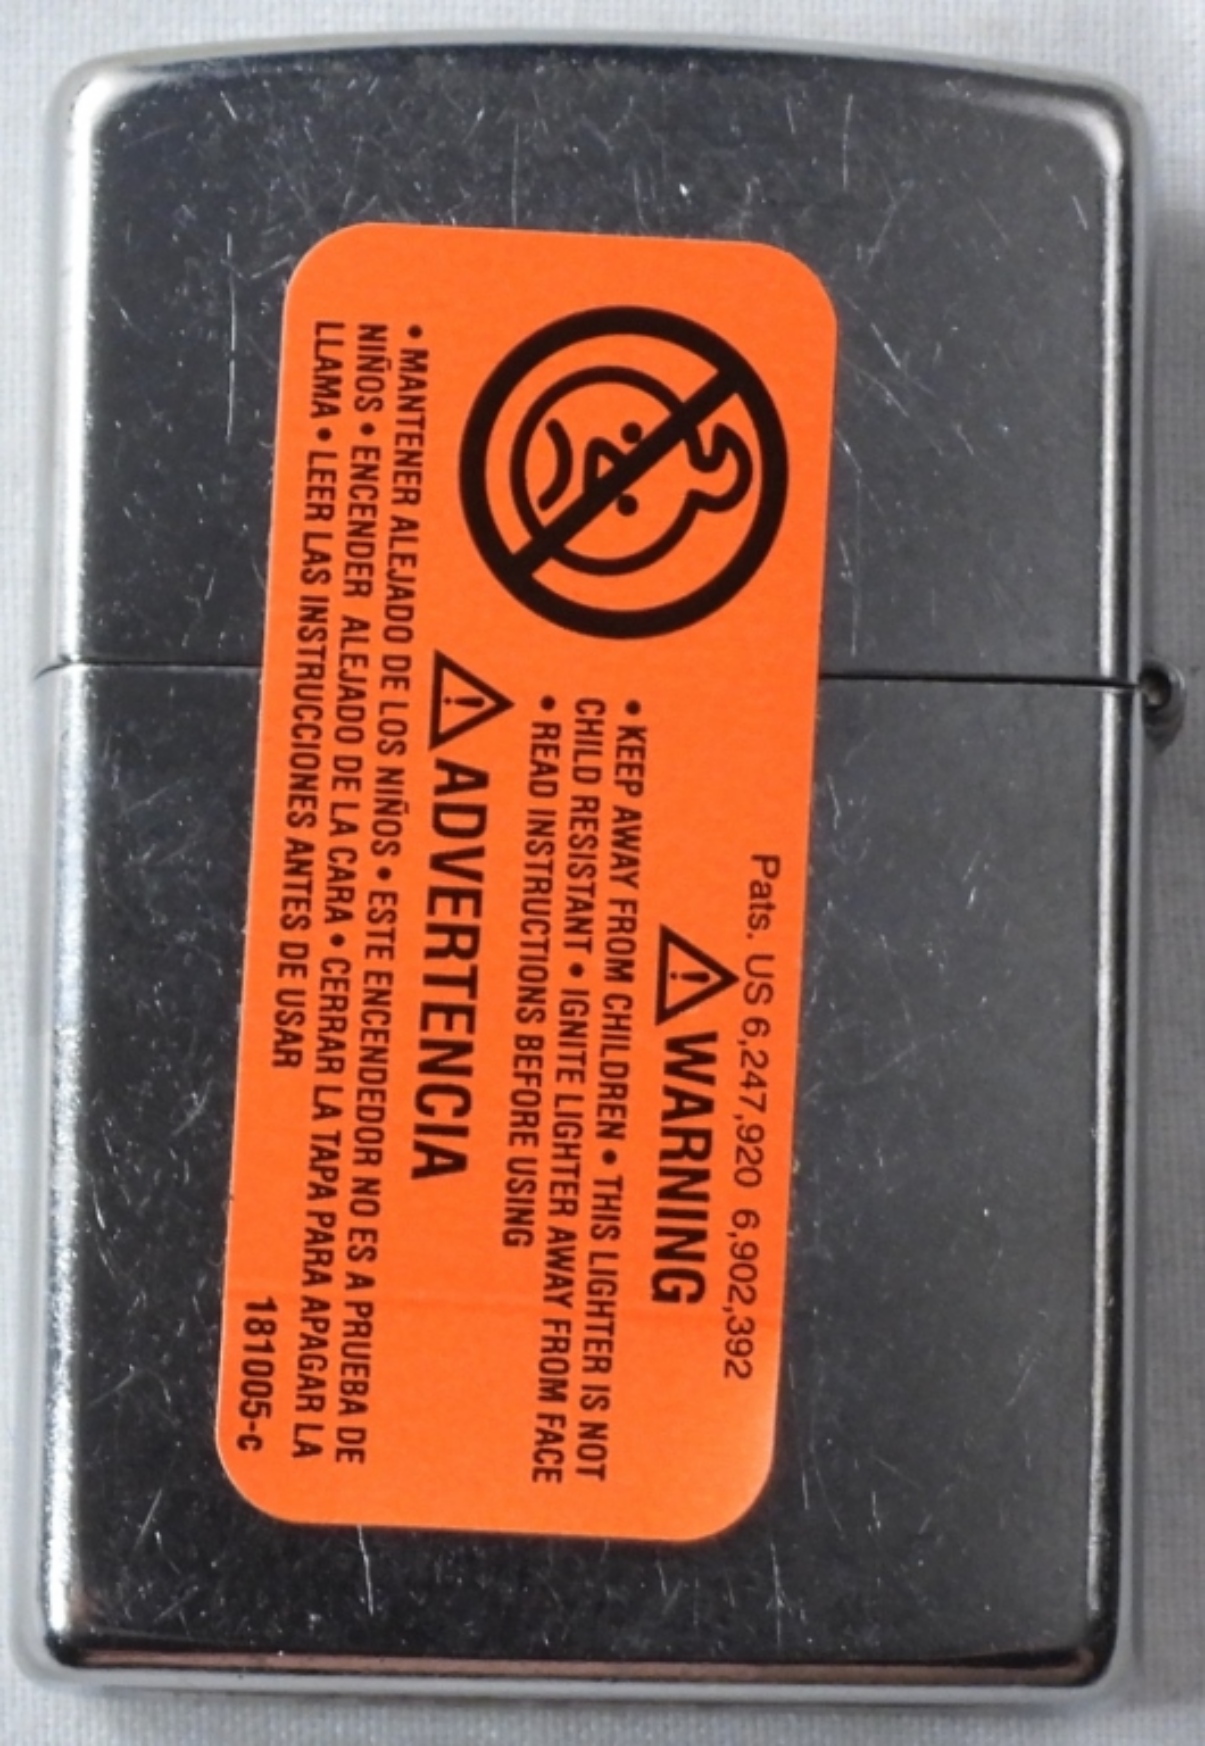 Pats. US 6,247,920 6,902,392
WARNING
• KEEP AWAY FROM CHILDREN • THIS LIGHTER IS NOT
CHILD RESISTANT • IGNITE LIGHTER AWAY FROM FACE
• READ INSTRUCTIONS BEFORE USING
ADVERTENCIA
• MANTENER ALEJADO DE LOS NIÑOS • ESTE ENCENDEDOR NO ES A PRUEBA DE
NIÑOS • ENCENDER ALEJADO DE LA CARA • CERRAR LA TAPA PARA APAGAR LA
LLAMA • LEER LAS INSTRUCCIONES ANTES DE USAR
181005-c